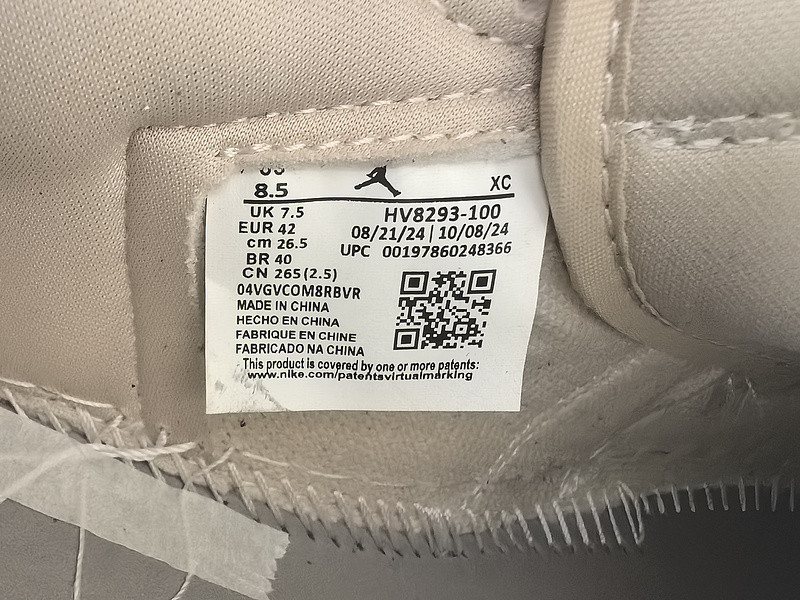 US
8.5 XC
UK 7.5
EUR 42
cm 26.5
BR 40
CN 265(2.5)
HV8293-100
08/21/24 | 10/08/24
UPC 00197860248366
04VGVCOM8RBVR
MADE IN CHINA
HECHO EN CHINA
FABRIQUE EN CHINE
FABRICADO NA CHINA
This product is covered by one or more patents:
www.nike.com/patentsvirtualmarking